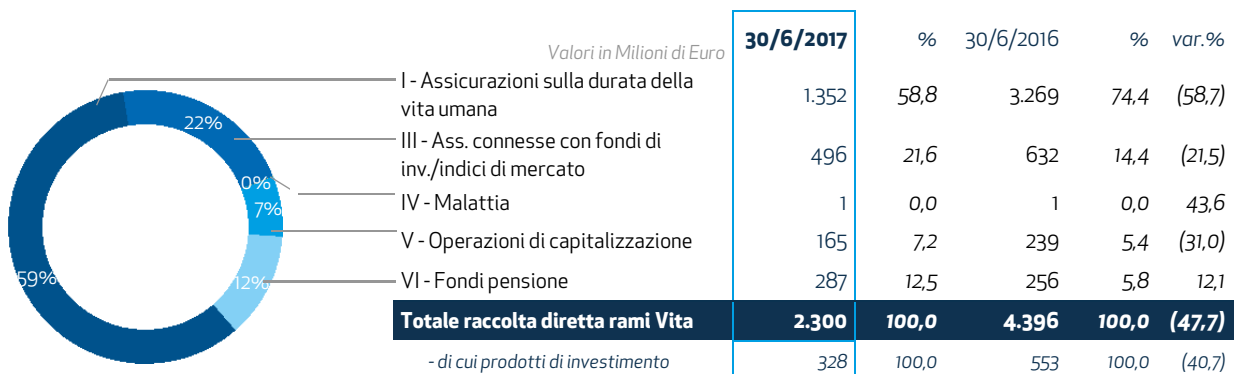 Valori in Milioni di Euro 30/6/2017 % 30/6/2016 % var.%
I - Assicurazioni sulla durata della
vita umana 1.352 58,8 3.269 74,4 (58,7)
III - Ass. connesse con fondi di
inv./indici di mercato 496 21,6 632 14,4 (21,5)
IV - Malattia 1 0,0 1 0,0 43,6
V - Operazioni di capitalizzazione 165 7,2 239 5,4 (31,0)
VI - Fondi pensione 287 12,5 256 5,8 12,1
Totale raccolta diretta rami Vita 2.300 100,0 4.396 100,0 (47,7)
- di cui prodotti di investimento 328 100,0 553 100,0 (40,7)
22%
0%
7%
12%
59%